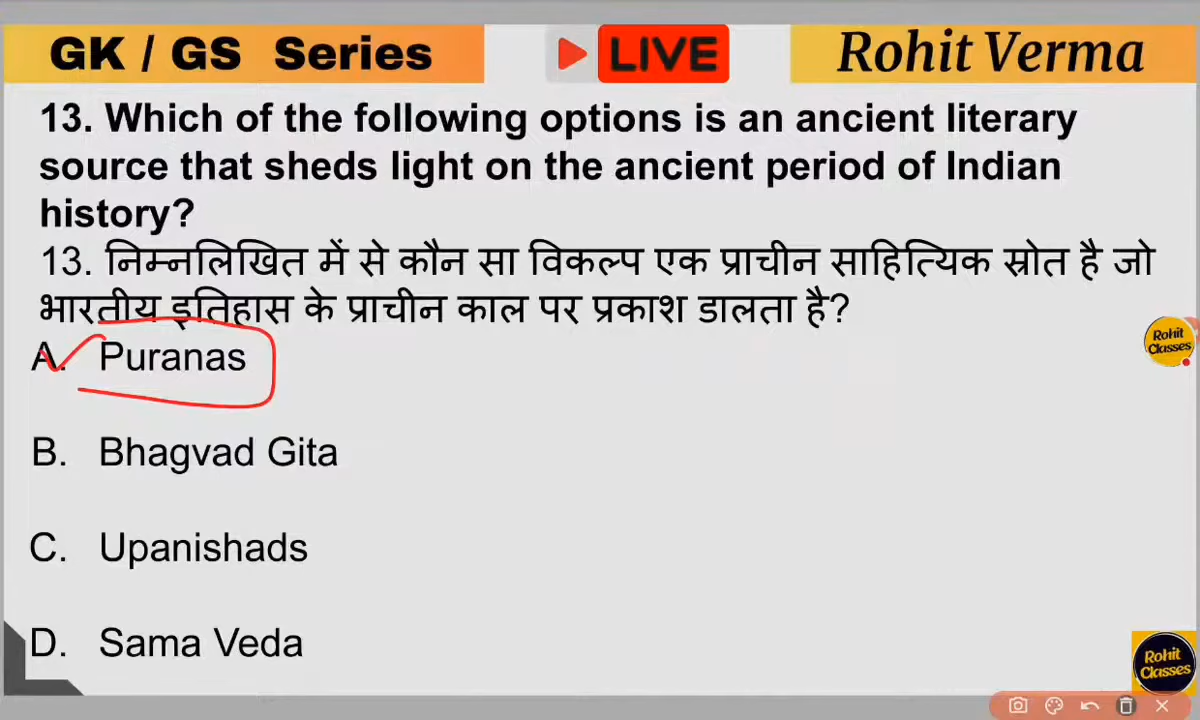 GK / GS Series
LIVE
Rohit Verma
13. Which of the following options is an ancient literary
source that sheds light on the ancient period of Indian
history?
13. निम्नलिखित में से कौन सा विकल्प एक प्राचीन साहित्यिक स्रोत है जो
भारतीय इतिहास के प्राचीन काल पर प्रकाश डालता है?
A. Puranas
Rohit
Classes
B. Bhagvad Gita
C. Upanishads
D. Sama Veda
Rohit
Classes